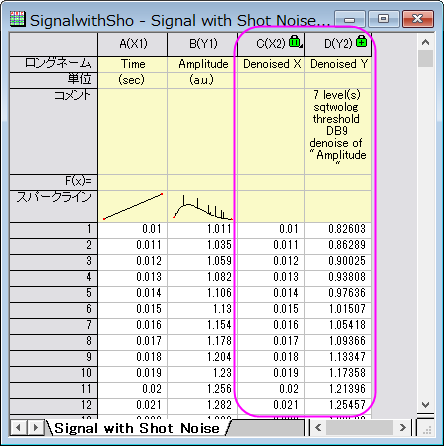 SignalwithSho - Signal with Shot Noise...
A(X1) B(Y1) C(X2) D(Y2)
ロングネーム Time Amplitude Denoised X Denoised Y
単位 (sec) (a.u.)
コメント 7 level(s)
sqtwolog
threshold
DB9
denoise of
"Amplitude
"
F(x)=
スパークライン
1 0.01 1.011 0.01 0.82603
2 0.011 1.035 0.011 0.86289
3 0.012 1.059 0.012 0.90025
4 0.013 1.082 0.013 0.93808
5 0.014 1.106 0.014 0.97636
6 0.015 1.13 0.015 1.01507
7 0.016 1.154 0.016 1.05418
8 0.017 1.178 0.017 1.09366
9 0.018 1.204 0.018 1.13347
10 0.019 1.23 0.019 1.17358
11 0.02 1.256 0.02 1.21396
12 0.021 1.282 0.021 1.25457
Signal with Shot Noise